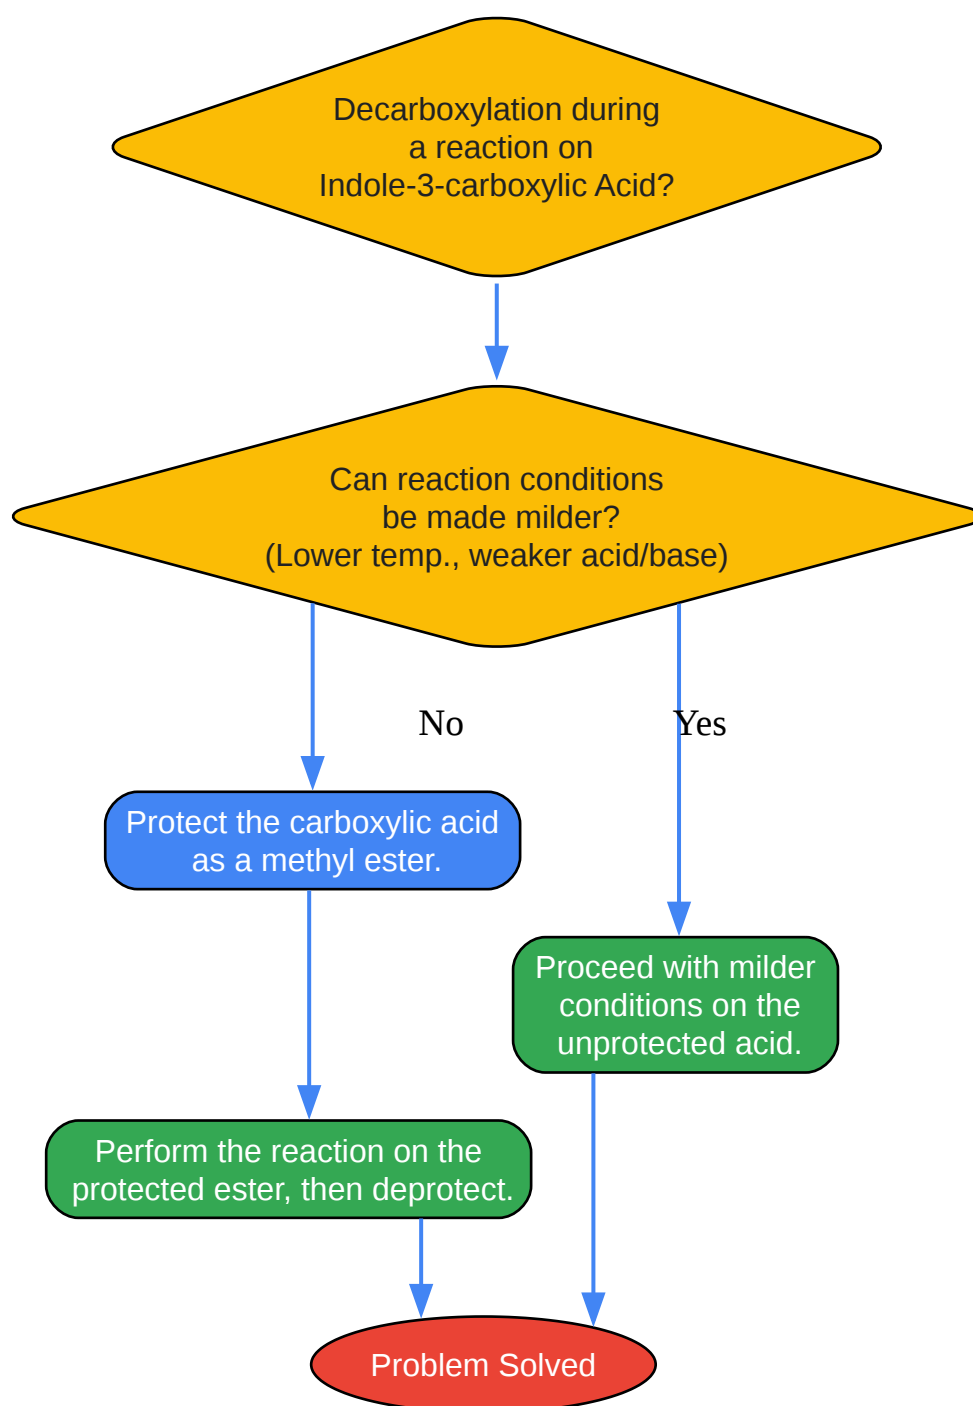 Decarboxylation during
a reaction on
Indole-3-carboxylic Acid?
Can reaction conditions
be made milder?
(Lower temp., weaker acid/base)
No
Yes
Protect the carboxylic acid
as a methyl ester.
Proceed with milder
conditions on the
unprotected acid.
Perform the reaction on the
protected ester, then deprotect.
Problem Solved